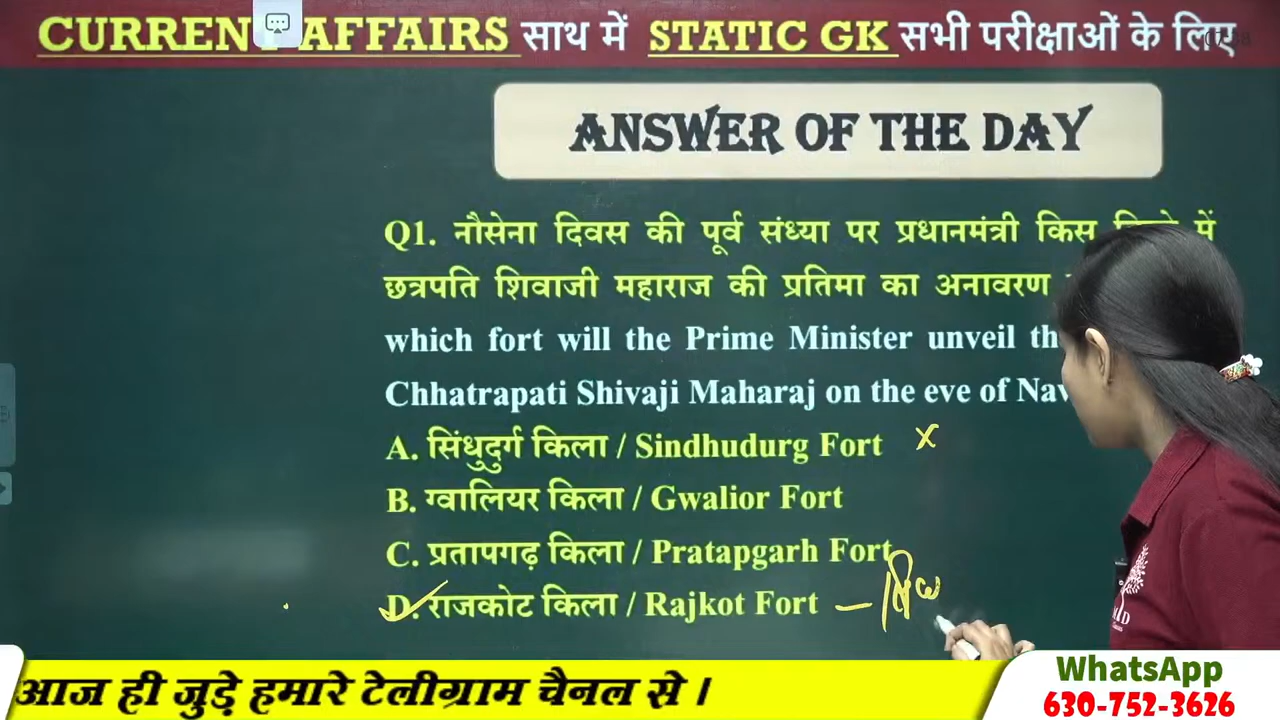 CURRENT AFFAIRS साथ में STATIC GK सभी परीक्षाओं के लिए
ANSWER OF THE DAY
Q1. नौसेना दिवस की पूर्व संध्या पर प्रधानमंत्री किस में
छत्रपति शिवाजी महाराज की प्रतिमा का अनावरण
which fort will the Prime Minister unveil
Chhatrapati Shivaji Maharaj on the eve of
A. सिंधुदुर्ग किला / Sindhudurg Fort x
B. ग्वालियर किला / Gwalior Fort
C. प्रतापगढ़ किला / Pratapgarh Fort
D. राजकोट किला / Rajkot Fort –
आज ही जुड़े हमारे टेलीग्राम चैनल से ।
WhatsApp
630-752-3626